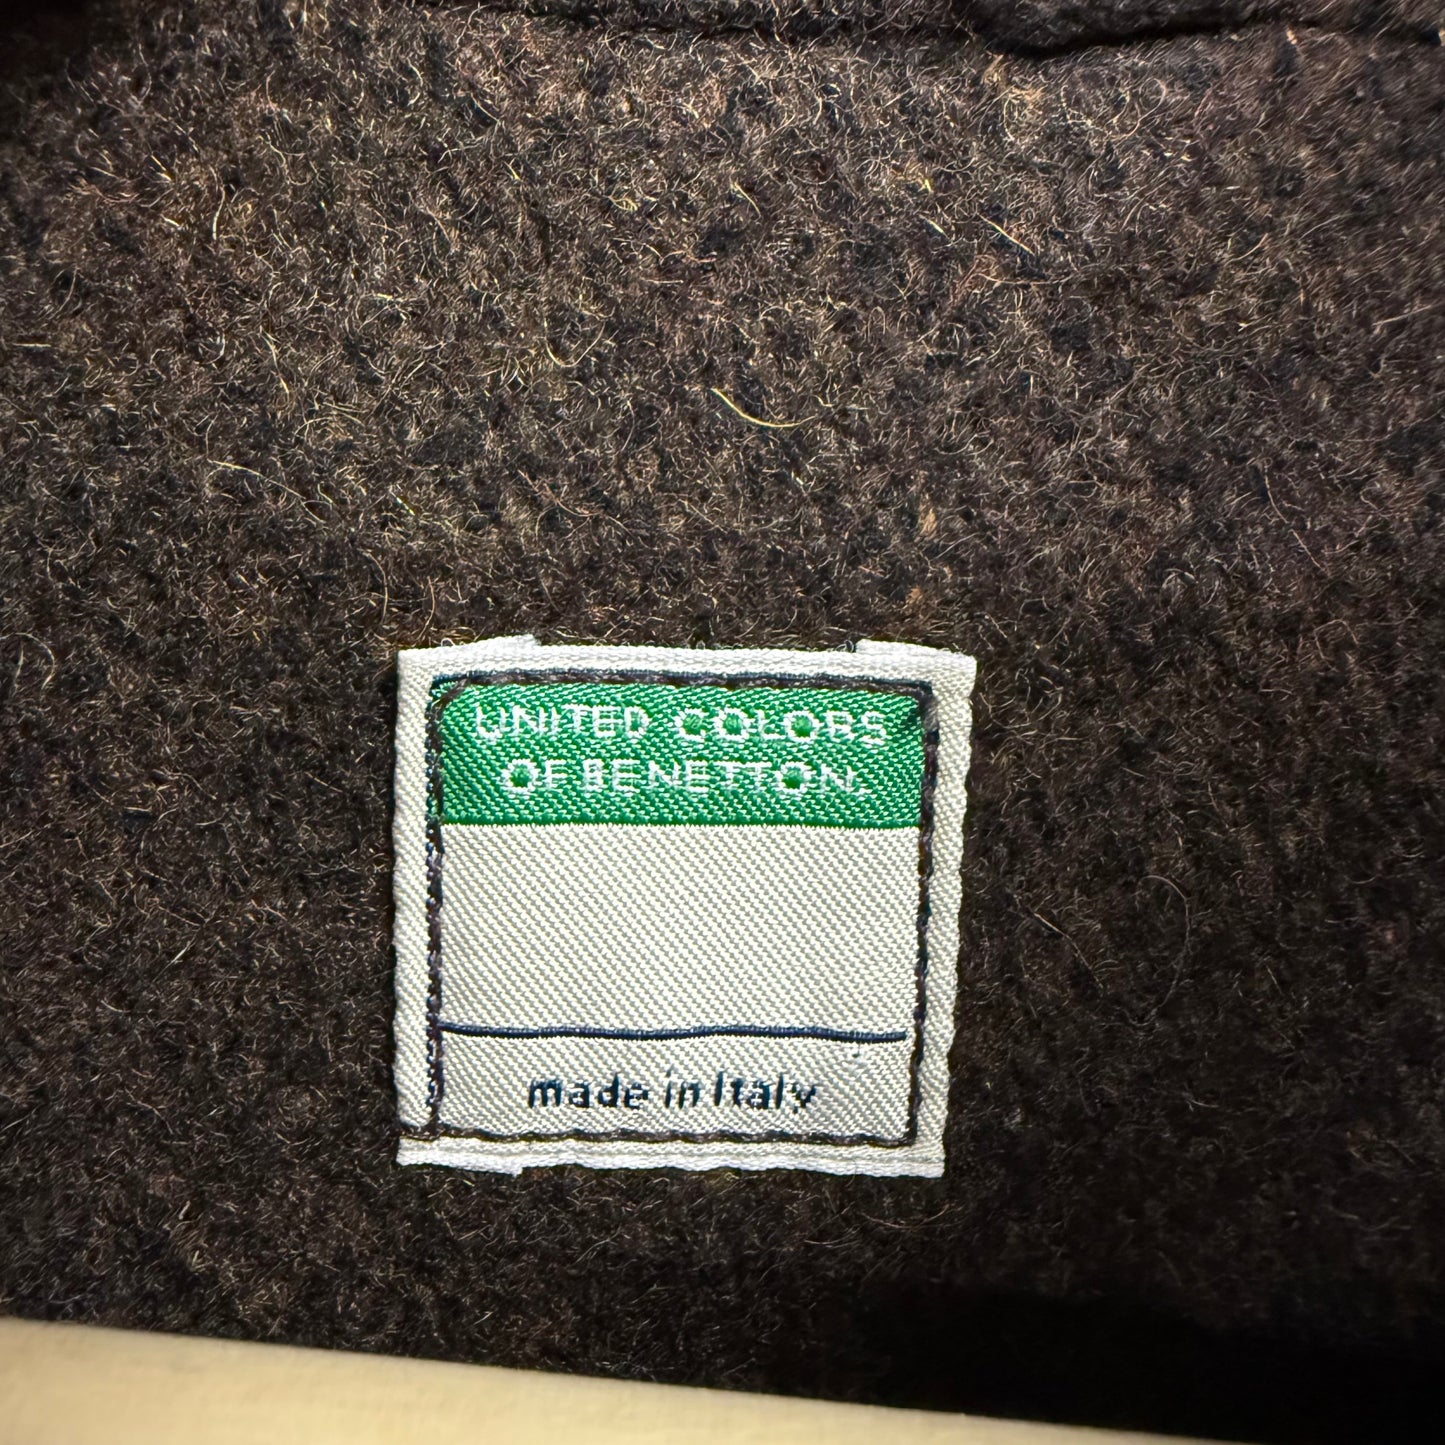 UNITED COLORS
OF BENETTON.
made in Italy